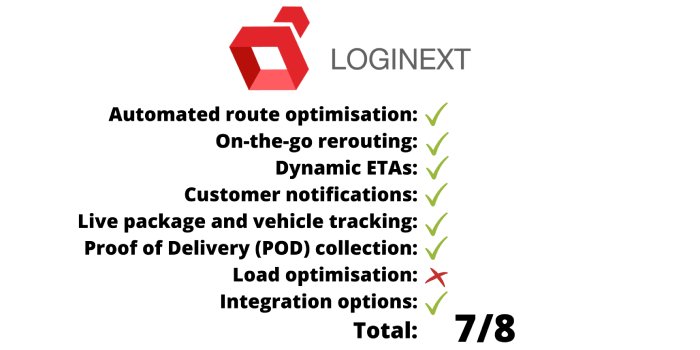 LOGINEXT
Automated route optimisation:
On-the-go rerouting:
Dynamic ETAs:
Customer notifications:
Live package and vehicle tracking:
Proof of Delivery (POD) collection:
Load optimisation:
Integration options:
Total: 7/8